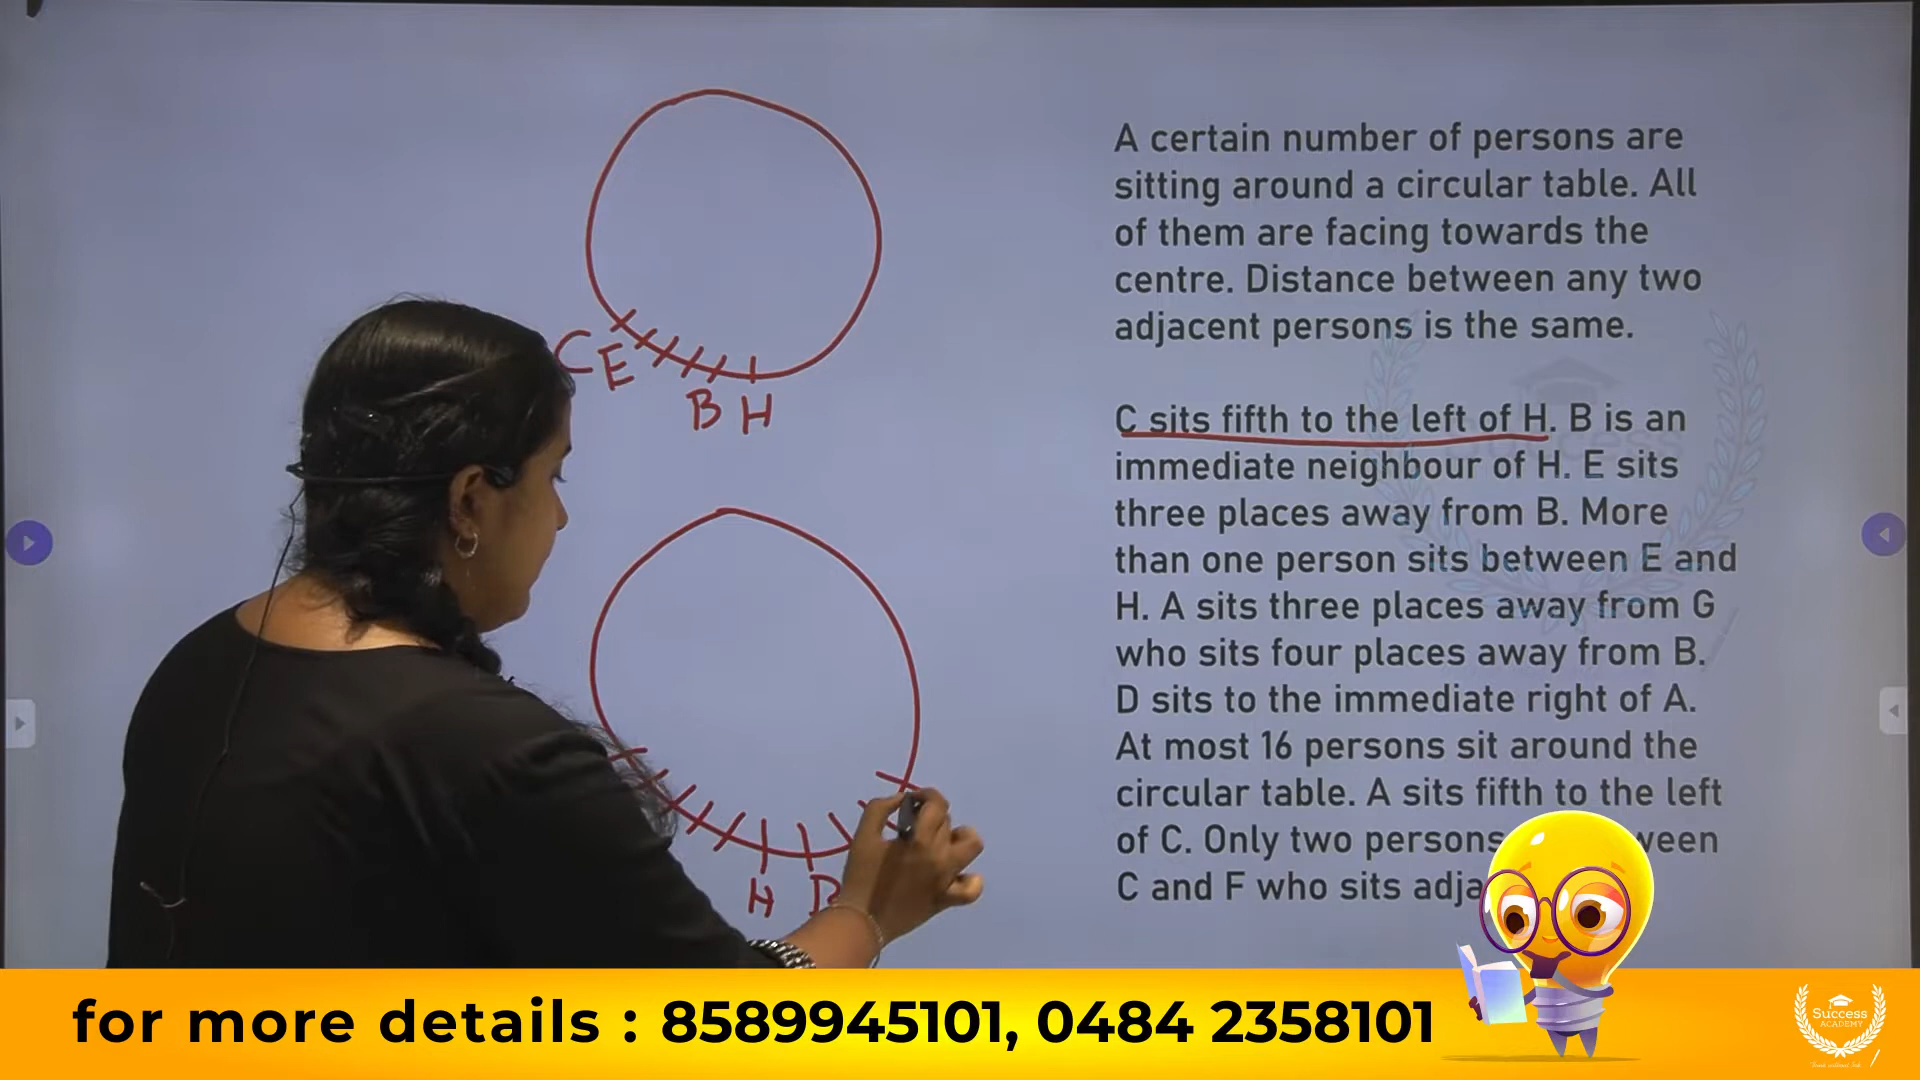 A certain number of persons are
sitting around a circular table. All
of them are facing towards the
centre. Distance between any two
adjacent persons is the same.
C sits fifth to the left of H. B is an
immediate neighbour of H. E sits
three places away from B. More
than one person sits between E and
H. A sits three places away from G
who sits four places away from B.
D sits to the immediate right of A.
At most 16 persons sit around the
circular table. A sits fifth to the left
of C. Only two persons
C and F who sits
C E
B H
H B
for more details : 8589945101, 0484 2358101
Success
ACADEMY